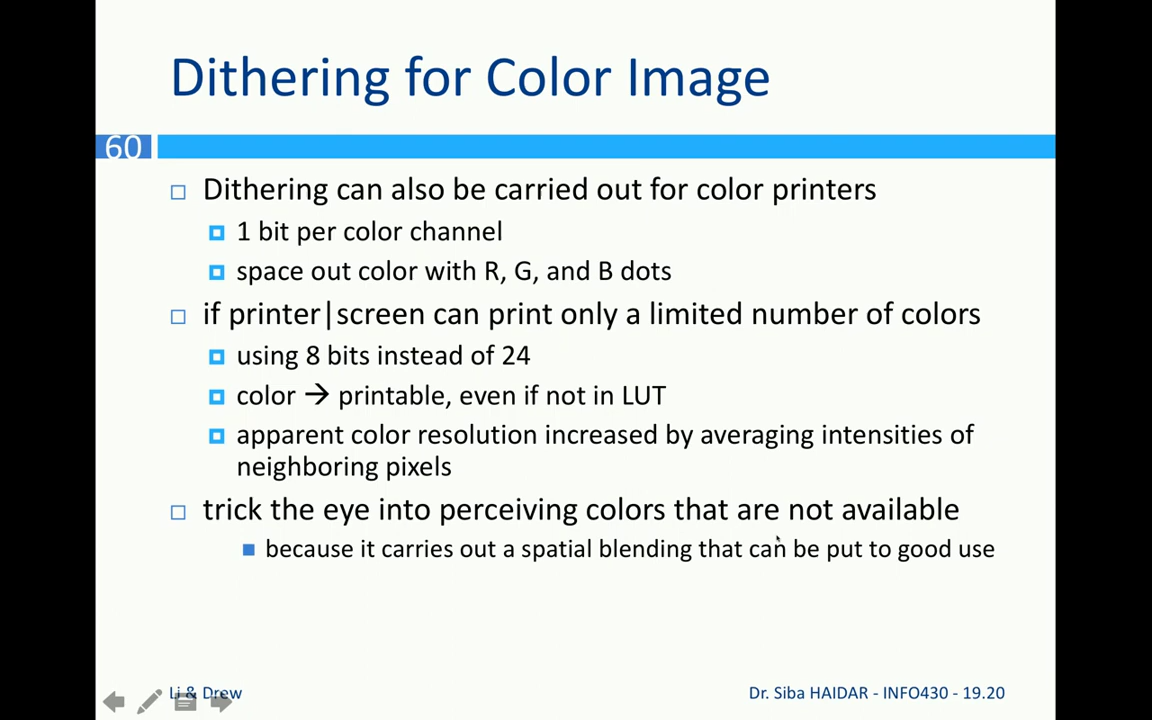 Dithering for Color Image
60
Dithering can also be carried out for color printers
1 bit per color channel
space out color with R, G, and B dots
if printer|screen can print only a limited number of colors
using 8 bits instead of 24
color → printable, even if not in LUT
apparent color resolution increased by averaging intensities of
neighboring pixels
trick the eye into perceiving colors that are not available
because it carries out a spatial blending that can be put to good use
Li & Drew
Dr. Siba HAIDAR - INFO430 - 19.20